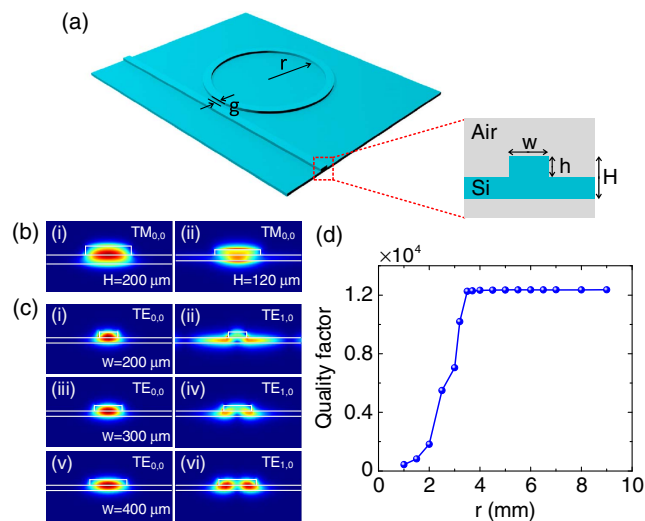 (a)
r
g
Air
w
h
H
Si
(b)
(i)
TM0,0
H=200 μm
(ii)
TM0,0
H=120 μm
(c)
(i)
TE0,0
w=200 μm
(ii)
TE1,0
(iii)
TE0,0
w=300 μm
(iv)
TE1,0
(v)
TE0,0
w=400 μm
(vi)
TE1,0
(d)
×10⁴
1.2
0.8
0.4
0
Quality factor
0 2 4 6 8 10
r (mm)